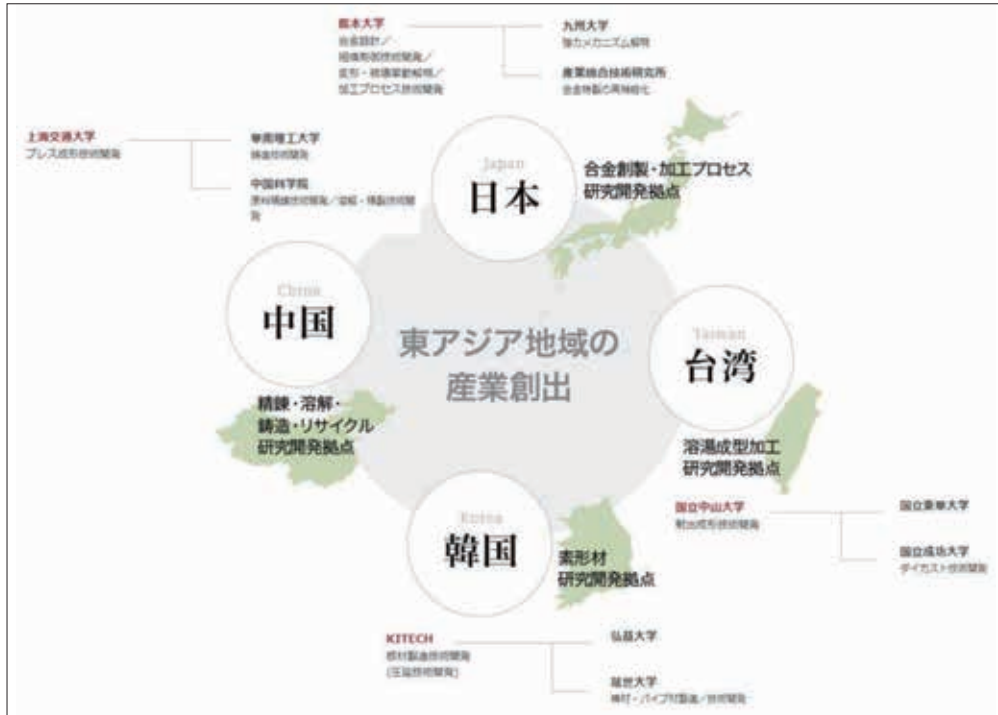 熊本大学
合金設計／
組織制御技術開発／
変形・破壊挙動解明／
加工プロセス技術開発
九州大学
強力メカニズム解明
産業総合技術研究所
合金特製の高機能化
上海交通大学
プレス成形技術開発
華南理工大学
鋳造技術開発
中国科学院
原料精錬技術開発／溶解・精製技術開
発
Japan
日本
合金創製・加工プロセス
研究開発拠点
China
中国
精錬・溶解・
鋳造・リサイクル
研究開発拠点
東アジア地域の
産業創出
Taiwan
台湾
溶湯成型加工
研究開発拠点
国立中山大学
射出成形技術開発
国立東華大学
国立成功大学
ダイカスト技術開発
Korea
韓国
素形材
研究開発拠点
KITECH
板材製造技術開発
(圧延技術開発)
弘益大学
延世大学
棒材・パイプ材製造／技術開発